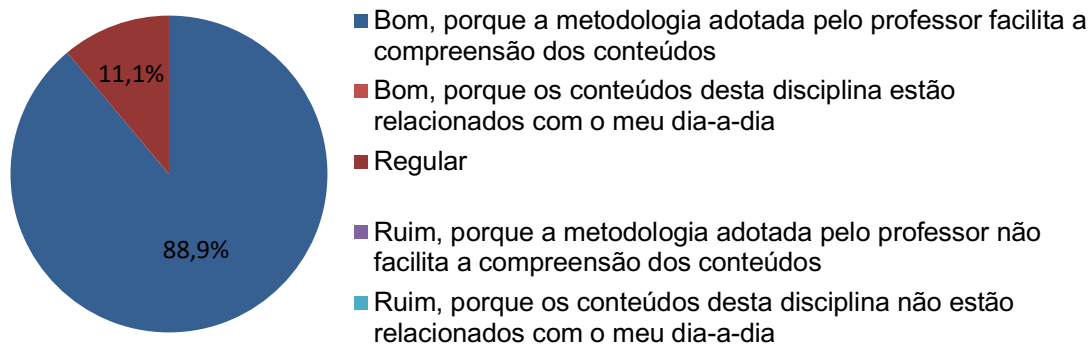 Bom, porque a metodologia adotada pelo professor facilita a
compreensão dos conteúdos
11,1%
Bom, porque os conteúdos desta disciplina estão
relacionados com o meu dia-a-dia
Regular
88,9%
Ruim, porque a metodologia adotada pelo professor não
facilita a compreensão dos conteúdos
Ruim, porque os conteúdos desta disciplina não estão
relacionados com o meu dia-a-dia